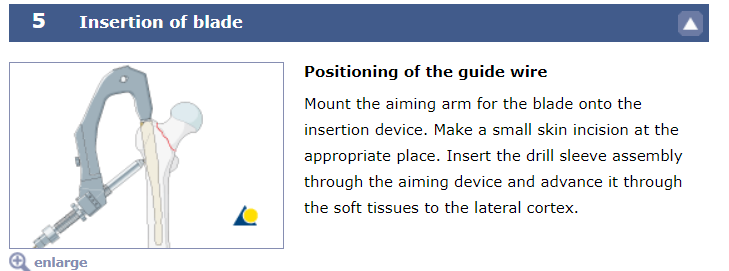 5 Insertion of blade
Positioning of the guide wire
Mount the aiming arm for the blade onto the
insertion device. Make a small skin incision at the
appropriate place. Insert the drill sleeve assembly
through the aiming device and advance it through
the soft tissues to the lateral cortex.
enlarge